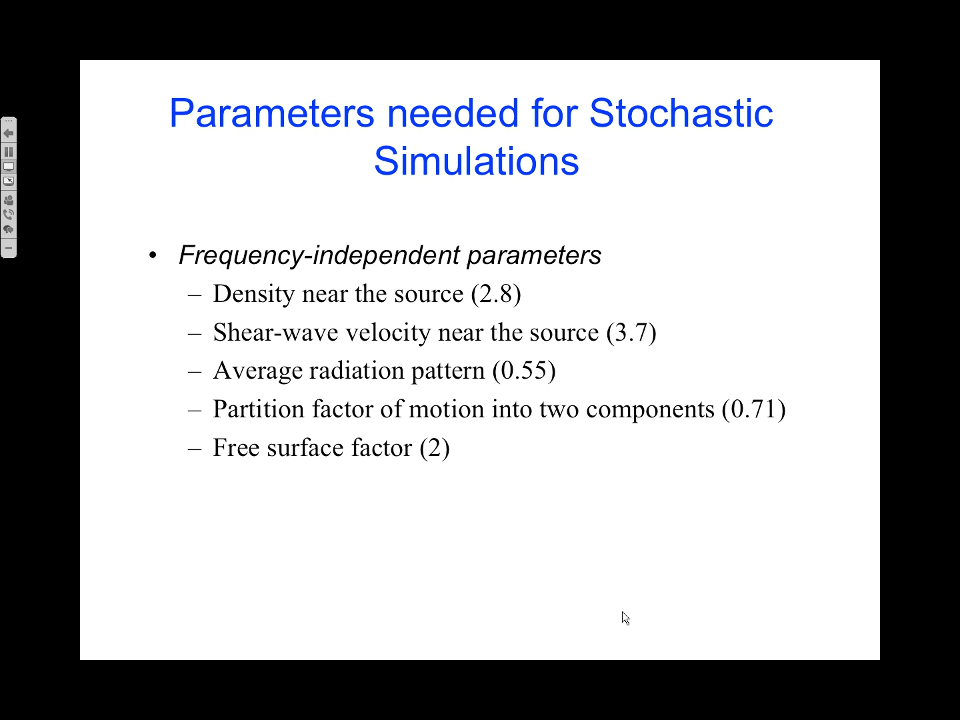 Parameters needed for Stochastic
Simulations
• Frequency-independent parameters
– Density near the source (2.8)
– Shear-wave velocity near the source (3.7)
– Average radiation pattern (0.55)
– Partition factor of motion into two components (0.71)
– Free surface factor (2)